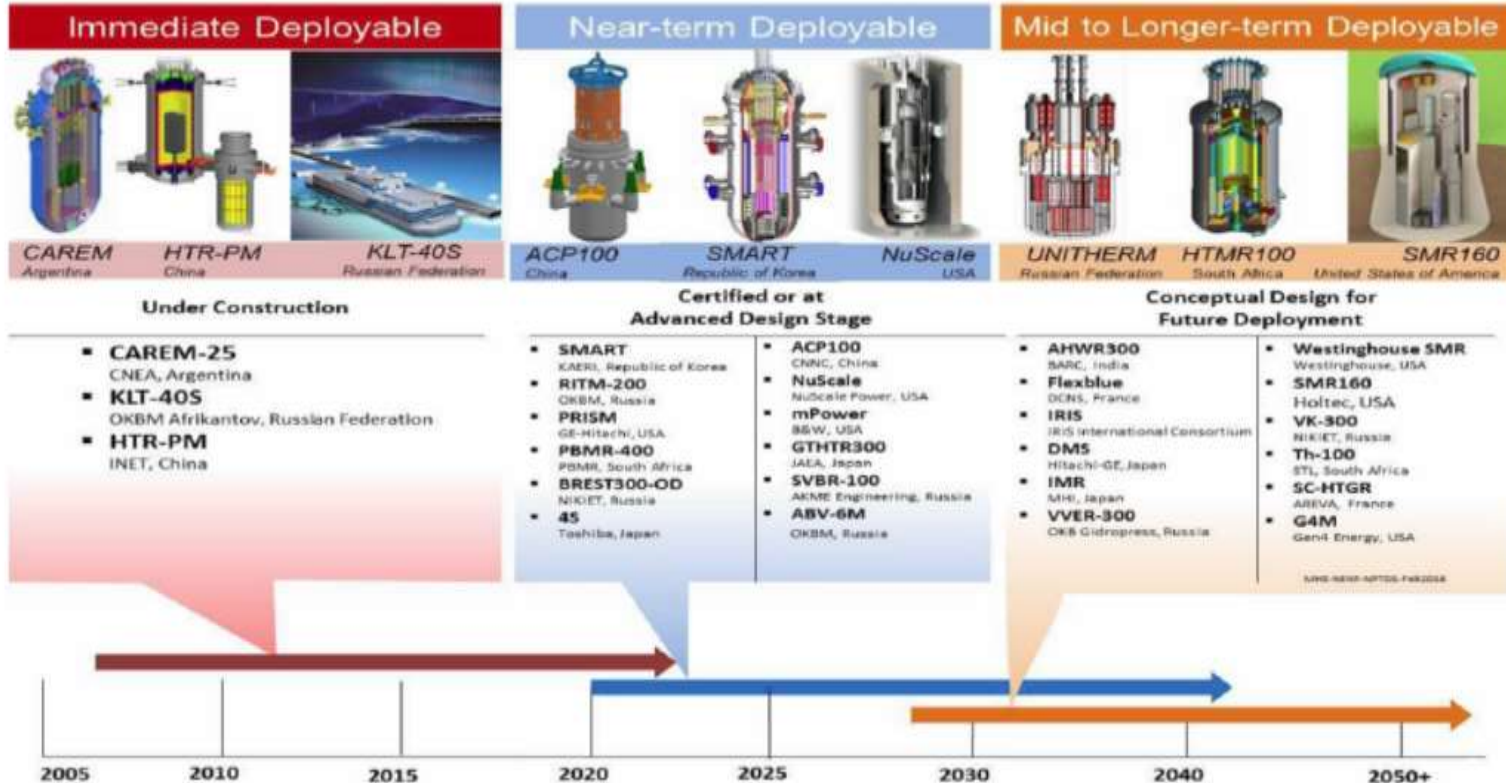 Immediate Deployable
Near-term Deployable
Mid to Longer-term Deployable
CAREM
Argentina
HTR-PM
China
KLT-40S
Russian Federation
ACP100
China
SMART
Republic of Korea
NuScale
USA
UNITHERM
Russian Federation
HTMR100
South Africa
SMR160
United States of America
Under Construction
▪ CAREM-25
CNEA, Argentina
▪ KLT-40S
OKBM Afrikantov, Russian Federation
▪ HTR-PM
INET, China
Certified or at
Advanced Design Stage
▪ SMART
KAERI, Republic of Korea
▪ RITM-200
OKBM, Russia
▪ PRISM
GE-Hitachi, USA
▪ PBMR-400
PBMR, South Africa
▪ BREST300-OD
NIKIET, Russia
▪ 4S
Toshiba, Japan
▪ ACP100
CNNC, China
▪ NuScale
NuScale Power, USA
▪ mPower
B&W, USA
▪ GTHTR300
JAEA, Japan
▪ SVBR-100
AKME Engineering, Russia
▪ ABV-6M
OKBM, Russia
Conceptual Design for
Future Deployment
▪ AHWR300
BARC, India
▪ Flexblue
DCNS, France
▪ IRIS
IRIS International Consortium
▪ DMS
Hitachi-GE, Japan
▪ IMR
MHI, Japan
▪ VVER-300
OKB Gidropress, Russia
▪ Westinghouse SMR
Westinghouse, USA
▪ SMR160
Holtec, USA
▪ VK-300
NIKIET, Russia
▪ Th-100
STL, South Africa
▪ SC-HTGR
AREVA, France
▪ G4M
Gen4 Energy, USA
2005
2010
2015
2020
2025
2030
2040
2050+